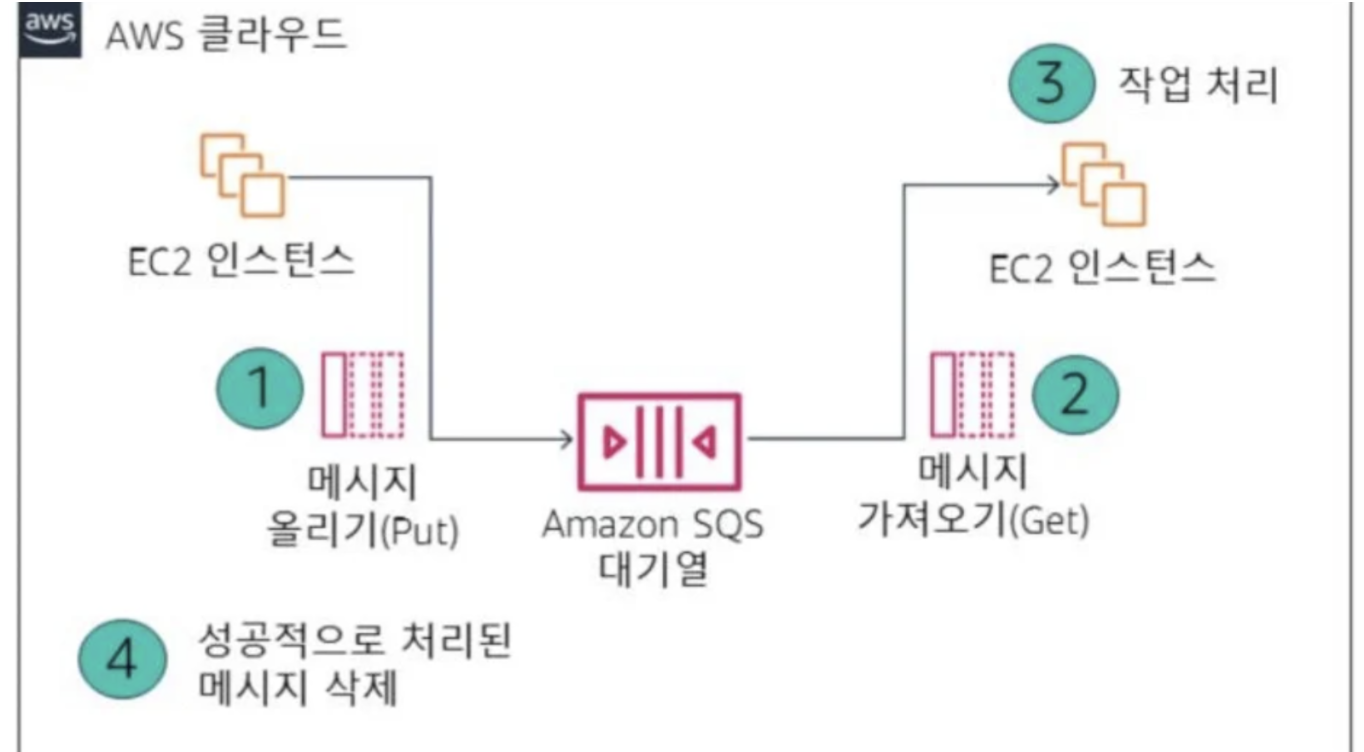 aws
AWS 클라우드
3
작업 처리
EC2 인스턴스
EC2 인스턴스
1
메시지
올리기(Put)
Amazon SQS
대기열
2
메시지
가져오기(Get)
4
성공적으로 처리된
메시지 삭제